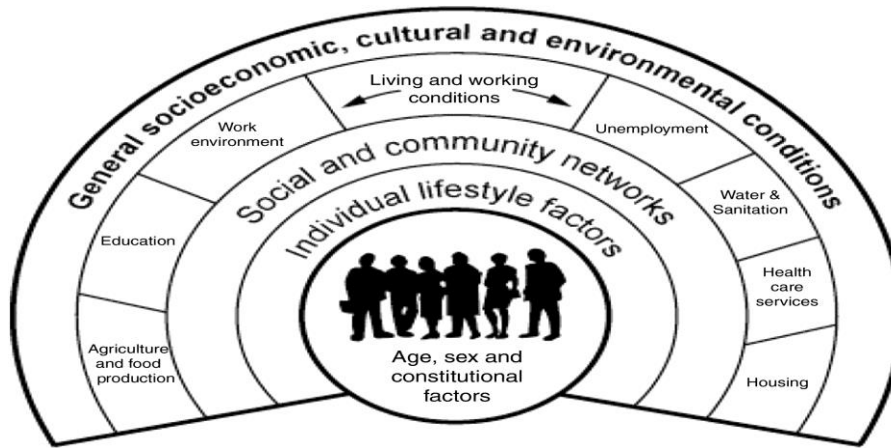 General socioeconomic, cultural and environmental conditions
Living and working
conditions
Work
environment
Unemployment
Education
Water &
Sanitation
Agriculture
and food
production
Health
care
services
Housing
Social and community networks
Individual lifestyle factors
Age, sex and
constitutional
factors